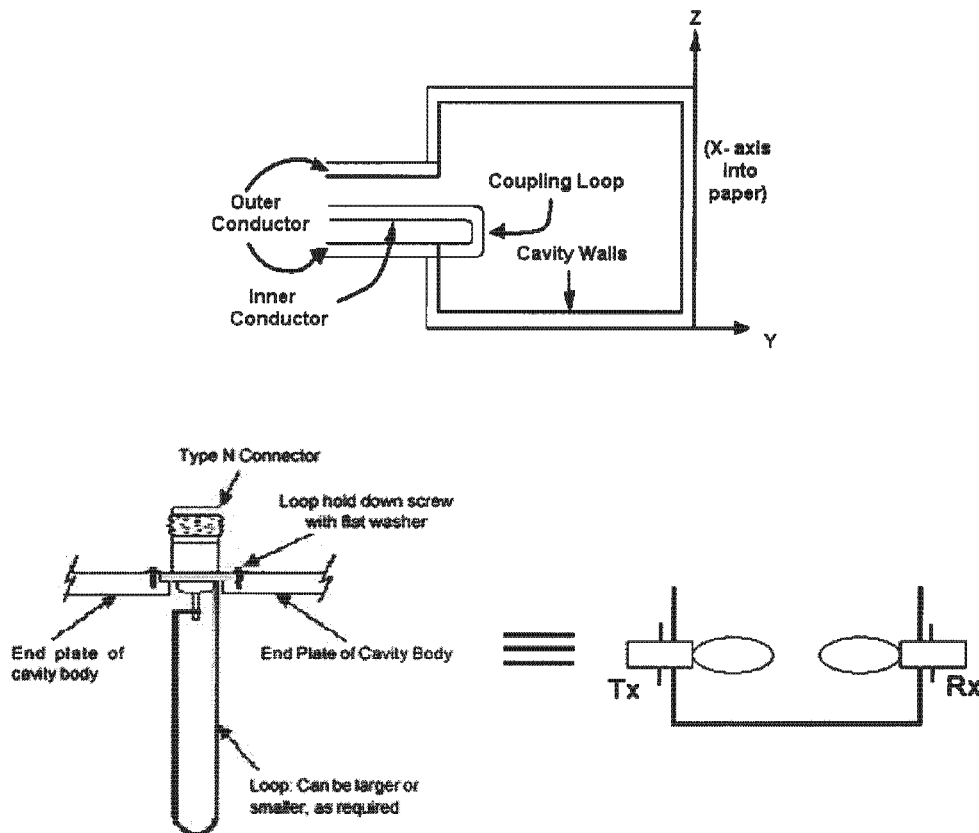 Z
(X- axis
into
paper)
Coupling Loop
Outer
Conductor
Cavity Walls
Inner
Conductor
Y
Type N Connector
Loop hold down screw
with flat washer
End plate of
cavity body
End Plate of Cavity Body
Tx
Rx
Loop: Can be larger or
smaller, as required